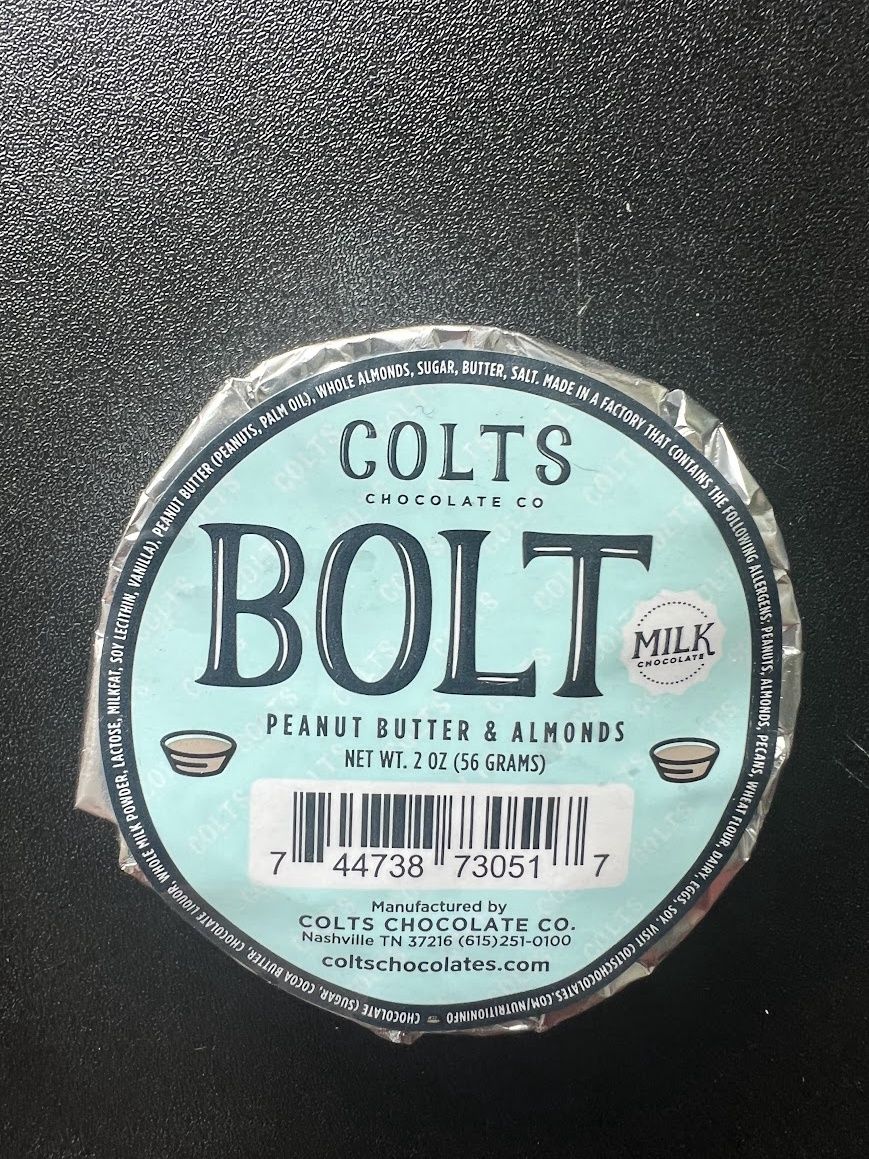 COLTS
CHOCOLATE CO
BOLT
MILK
CHOCOLATE
PEANUT BUTTER & ALMONDS
NET WT. 2 OZ (56 GRAMS)
7 44738 73051 7
Manufactured by
COLTS CHOCOLATE CO.
Nashville TN 37216 (615)251-0100
coltschocolates.com
CHOCOLATE (SUGAR, COCOA BUTTER, CHOCOLATE LIQUOR, WHOLE MILK POWDER, LACTOSE, MILKFAT, SOY LECITHIN, VANILLA), PEANUT BUTTER (PEANUTS, PALM OIL), WHOLE ALMONDS, SUGAR, BUTTER, SALT. MADE IN A FACTORY THAT CONTAINS THE FOLLOWING ALLERGENS: PEANUTS, ALMONDS, PECANS, WHEAT FLOUR, DAIRY, EGGS, SOY. VISIT COLTSCHOCOLATES.COM/NUTRITIONINFO